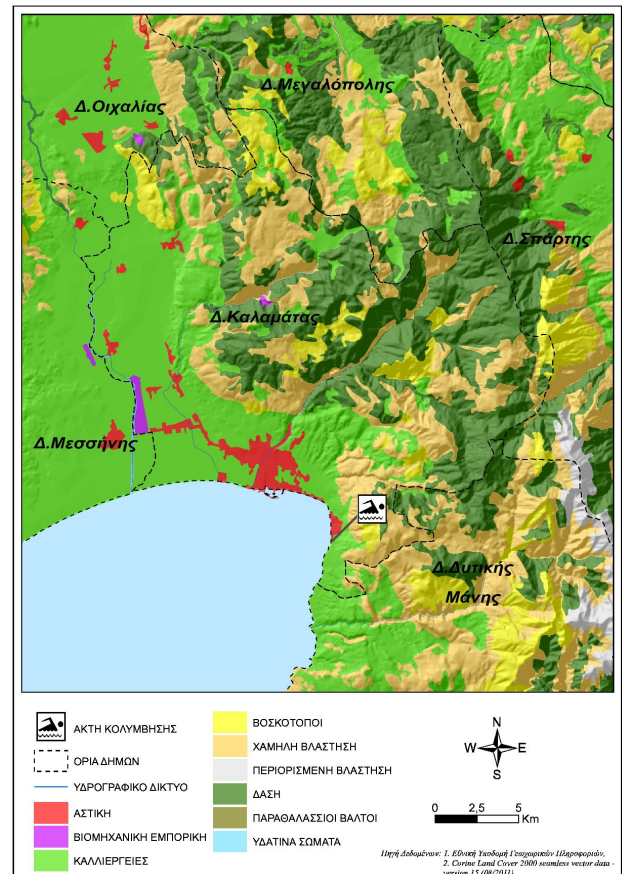 Δ.Μεγαλόπολης
Δ.Οιχαλίας
Δ.Σπάρτης
Δ.Καλαμάτας
Δ.Μεσσήνης
Δ.Δυτικής
Μάνης
ΑΚΤΗ ΚΟΛΥΜΒΗΣΗΣ
ΟΡΙΑ ΔΗΜΩΝ
ΥΔΡΟΓΡΑΦΙΚΟ ΔΙΚΤΥΟ
ΑΣΤΙΚΗ
ΒΙΟΜΗΧΑΝΙΚΗ ΕΜΠΟΡΙΚΗ
ΚΑΛΛΙΕΡΓΕΙΕΣ
ΒΟΣΚΟΤΟΠΟΙ
ΧΑΜΗΛΗ ΒΛΑΣΤΗΣΗ
ΠΕΡΙΟΡΙΣΜΕΝΗ ΒΛΑΣΤΗΣΗ
ΔΑΣΗ
ΠΑΡΑΘΑΛΑΣΣΙΟΙ ΒΑΛΤΟΙ
ΥΔΑΤΙΝΑ ΣΩΜΑΤΑ
N
W E
S
0 2,5 5
Km
Πηγή Δεδομένων: 1. Εθνική Υποδομή Γεωχωρικών Πληροφοριών,
2. Corine Land Cover 2000 seamless vector data -
version 15 (08/2011)